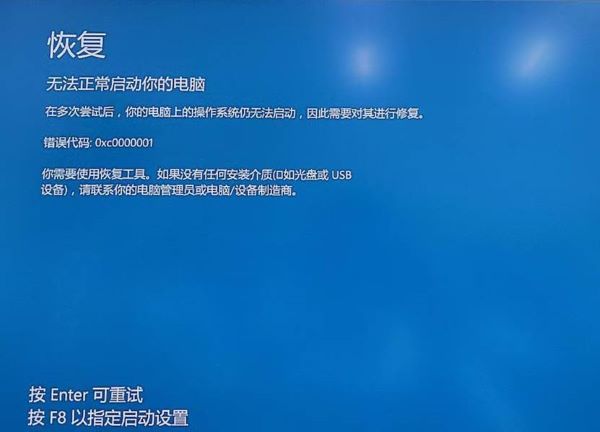 恢复
无法正常启动你的电脑
在多次尝试后，你的电脑上的操作系统仍无法启动，因此需要对其进行修复。
错误代码: 0xc0000001
你需要使用恢复工具。如果没有任何安装介质(□如光盘或 USB
设备)，请联系你的电脑管理员或电脑/设备制造商。
按 Enter 可重试
按 F8 以指定启动设置